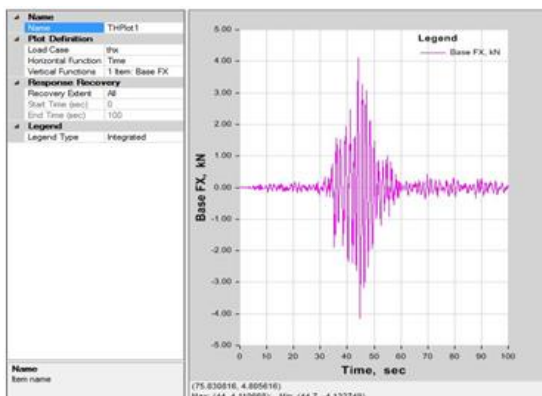 Name
Name THPlot1
Plot Definition
Load Case thx
Horizontal Function Time
Vertical Functions 1 Item: Base FX
Response Recovery
Recovery Extent All
Start Time (sec) 0
End Time (sec) 100
Legend
Legend Type Integrated
Name
Item name
Legend
Base FX, kN
5.00
4.00
3.00
2.00
1.00
0.00
-1.00
-2.00
-3.00
-4.00
-5.00
Base FX, kN
0 10 20 30 40 50 60 70 80 90 100
Time, sec
(75.830816, 4.805616)